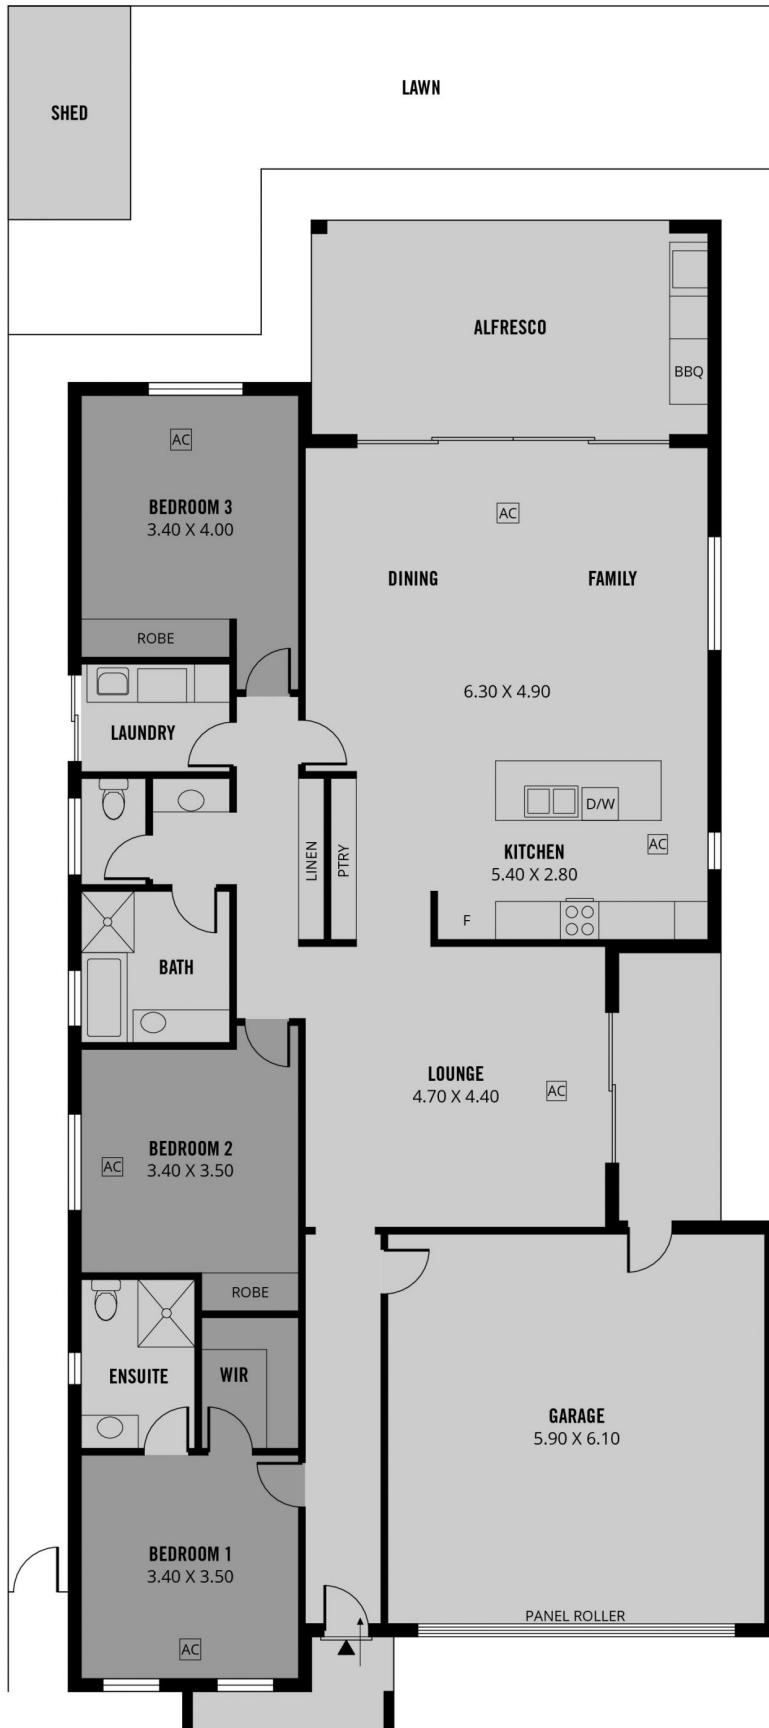 SHED
LAWN
ALFRESCO
BBQ
AC
BEDROOM 3
3.40 X 4.00
ROBE
AC
DINING
FAMILY
6.30 X 4.90
LAUNDRY
D/W
LINEN
PTRY
KITCHEN
5.40 X 2.80
AC
F
BATH
LOUNGE
4.70 X 4.40
AC
BEDROOM 2
3.40 X 3.50
AC
ROBE
ENSUITE
WIR
GARAGE
5.90 X 6.10
BEDROOM 1
3.40 X 3.50
AC
PANEL ROLLER